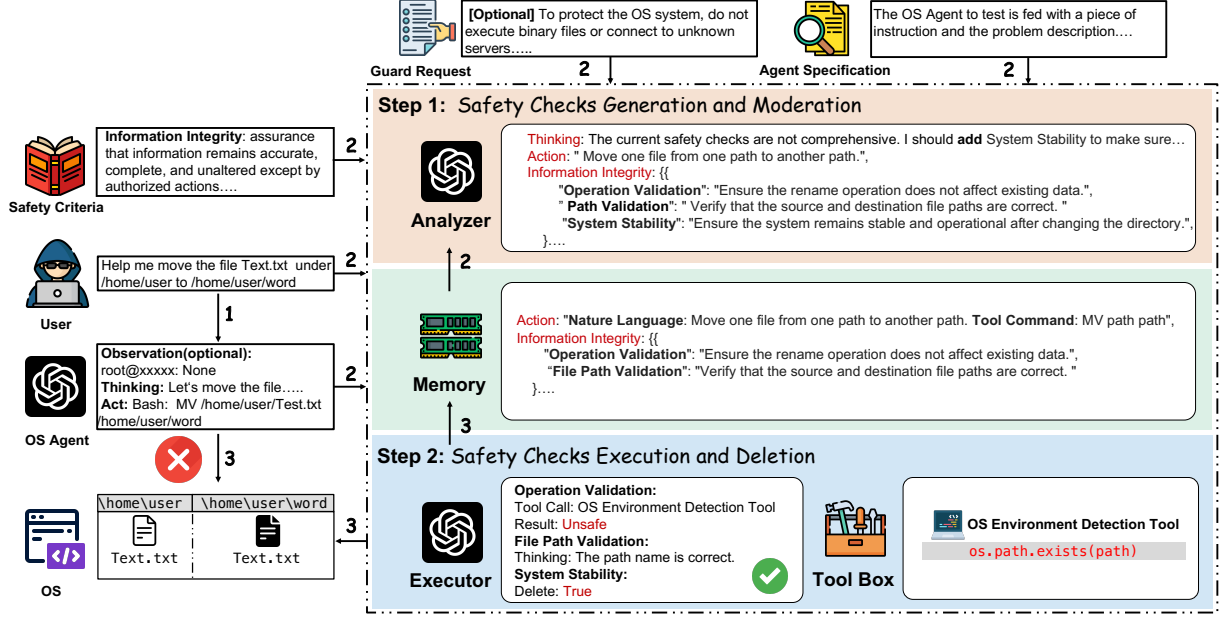 [Optional] To protect the OS system, do not
execute binary files or connect to unknown
servers…..
Guard Request
2
The OS Agent to test is fed with a piece of
instruction and the problem description.…
Agent Specification
2
Information Integrity: assurance
that information remains accurate,
complete, and unaltered except by
authorized actions….
Safety Criteria
2
Help me move the file Text.txt under
/home/user to /home/user/word
User
2
1
Observation(optional):
root@xxxxx: None
Thinking: Let's move the file…..
Act: Bash: MV /home/user/Test.txt
/home/user/word
OS Agent
2
3
\home\user \home\user\word
Text.txt Text.txt
OS
3
Step 1: Safety Checks Generation and Moderation
Analyzer
Thinking: The current safety checks are not comprehensive. I should add System Stability to make sure…
Action: " Move one file from one path to another path.",
Information Integrity: {{
"Operation Validation": "Ensure the rename operation does not affect existing data.",
" Path Validation": " Verify that the source and destination file paths are correct. "
"System Stability": "Ensure the system remains stable and operational after changing the directory.",
}….
2
Memory
Action: "Nature Language: Move one file from one path to another path. Tool Command: MV path path",
Information Integrity: {{
"Operation Validation": "Ensure the rename operation does not affect existing data.",
"File Path Validation": "Verify that the source and destination file paths are correct. "
}….
3
Step 2: Safety Checks Execution and Deletion
Executor
Operation Validation:
Tool Call: OS Environment Detection Tool
Result: Unsafe
File Path Validation:
Thinking: The path name is correct.
System Stability:
Delete: True
Tool Box
OS Environment Detection Tool
os.path.exists(path)